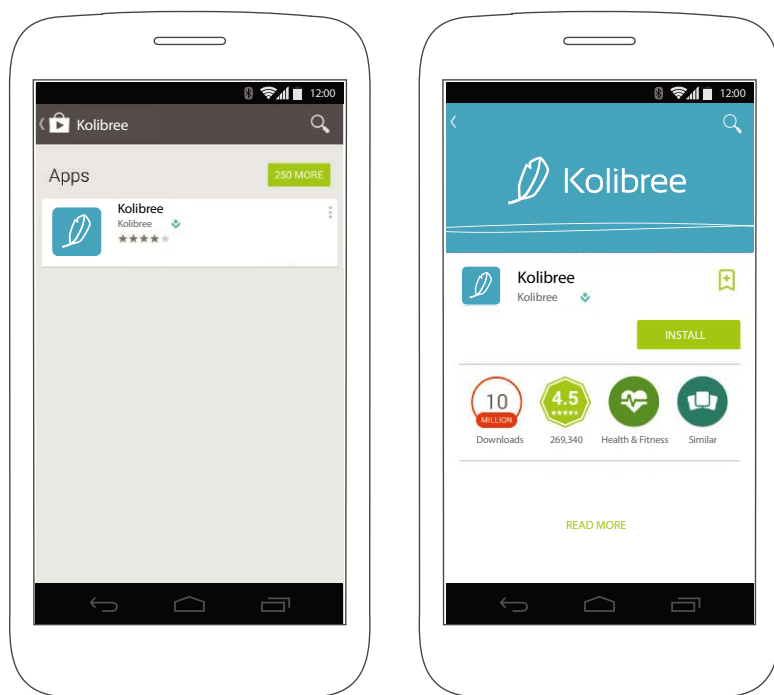 12:00
Kolibree
Apps
250 MORE
Kolibree
Kolibree
12:00
Kolibree
Kolibree
Kolibree
INSTALL
10
MILLION
4.5
Downloads
269,340
Health & Fitness
Similar
READ MORE